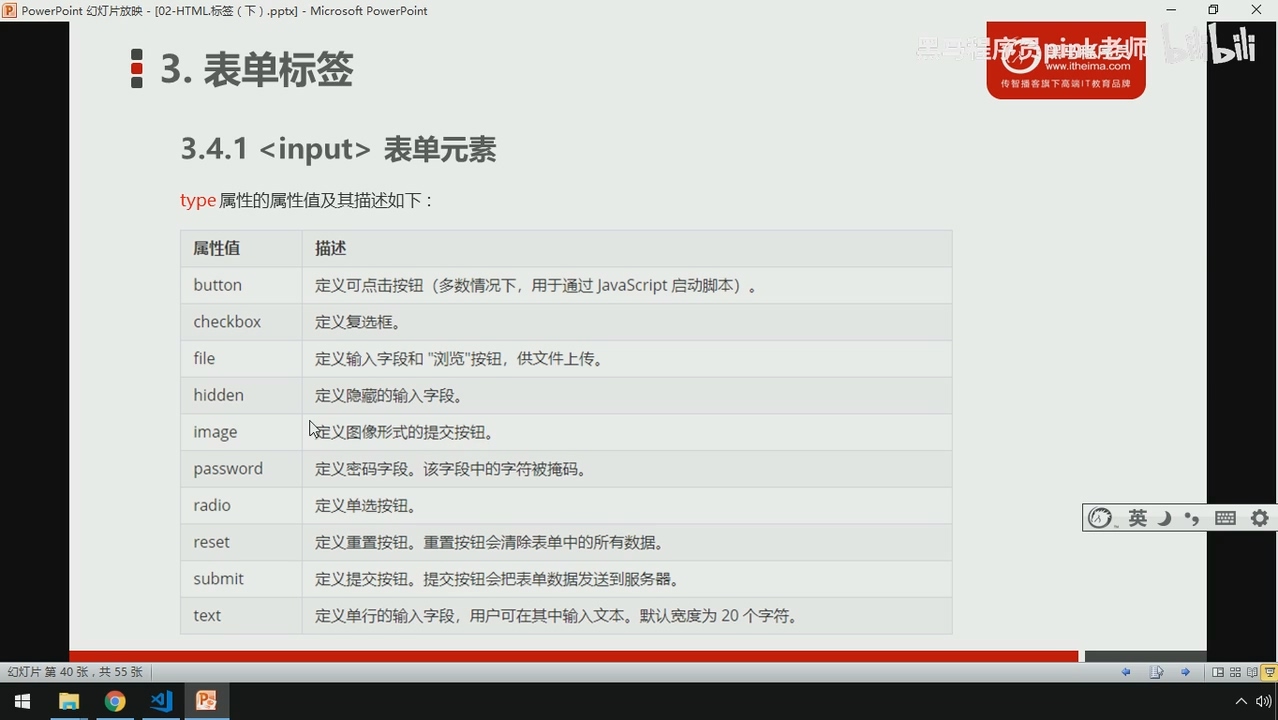 PowerPoint 幻灯片放映 - [02-HTML标签（下）.pptx] - Microsoft PowerPoint
黑马程序员pink老师
bilibili
www.itheima.com
传智播客旗下高端IT教育品牌
3. 表单标签
3.4.1 <input> 表单元素
type 属性的属性值及其描述如下：
属性值 描述
button 定义可点击按钮（多数情况下，用于通过 JavaScript 启动脚本）。
checkbox 定义复选框。
file 定义输入字段和 "浏览"按钮，供文件上传。
hidden 定义隐藏的输入字段。
image 定义图像形式的提交按钮。
password 定义密码字段。该字段中的字符被掩码。
radio 定义单选按钮。
reset 定义重置按钮。重置按钮会清除表单中的所有数据。
submit 定义提交按钮。提交按钮会把表单数据发送到服务器。
text 定义单行的输入字段，用户可在其中输入文本。默认宽度为 20 个字符。
英
幻灯片 第 40 张，共 55 张